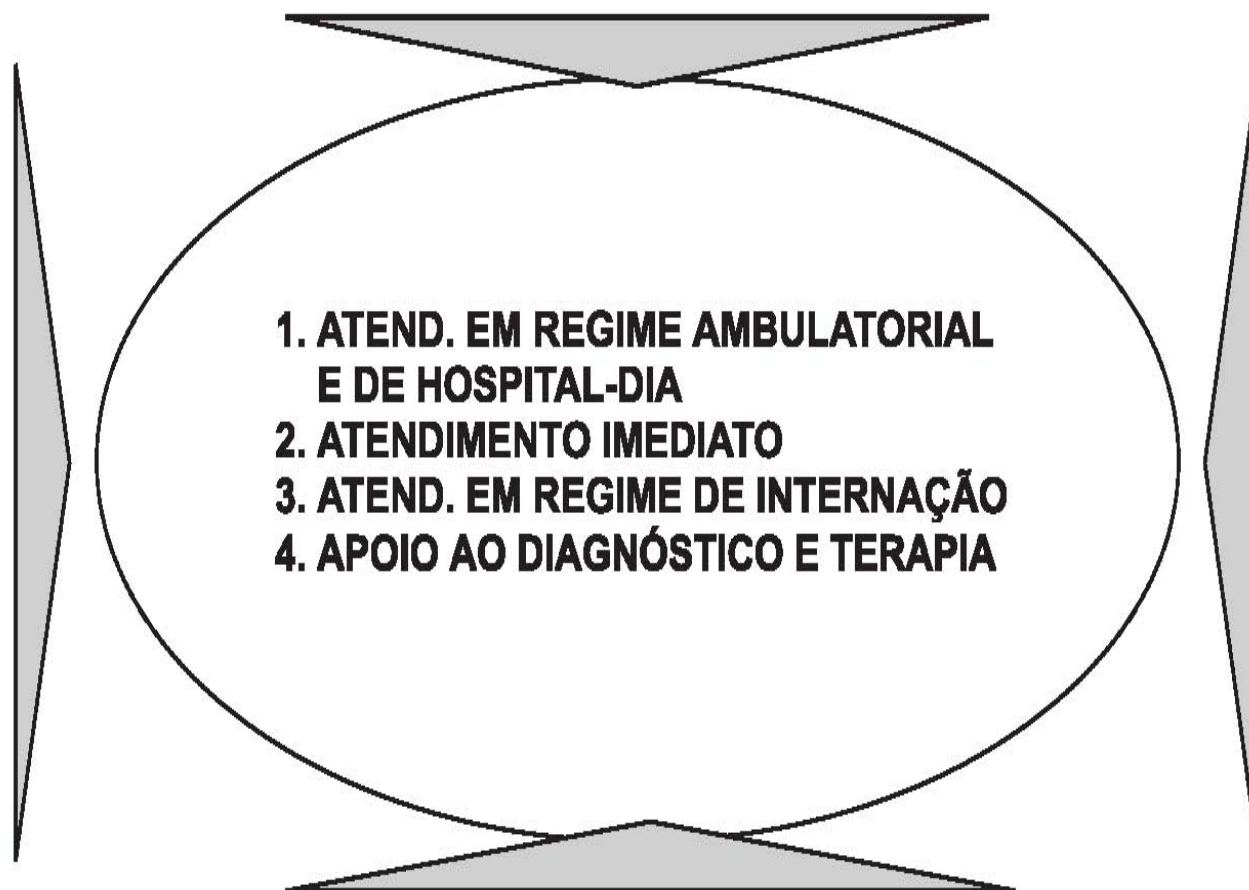 1. ATEND. EM REGIME AMBULATORIAL
E DE HOSPITAL-DIA
2. ATENDIMENTO IMEDIATO
3. ATEND. EM REGIME DE INTERNAÇÃO
4. APOIO AO DIAGNÓSTICO E TERAPIA